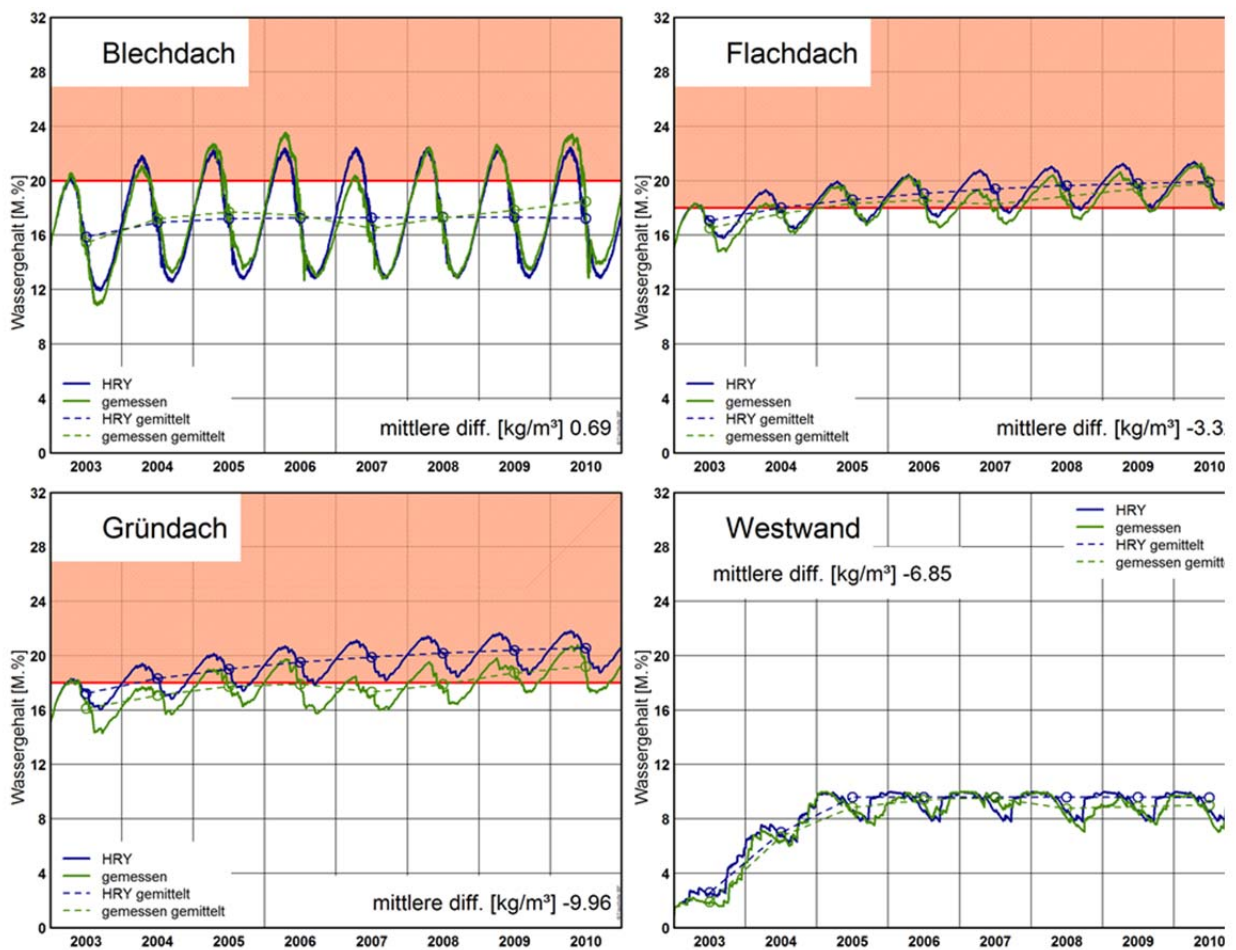 Blechdach
Wassergehalt [M.%]
32
28
24
20
16
12
8
4
0
HRY
gemessen
HRY gemittelt
gemessen gemittelt
mittlere diff. [kg/m³] 0.69
2003 2004 2005 2006 2007 2008 2009 2010
Flachdach
Wassergehalt [M.%]
32
28
24
20
16
12
8
4
0
HRY
gemessen
HRY gemittelt
gemessen gemittelt
mittlere diff. [kg/m³] -3.3
2003 2004 2005 2006 2007 2008 2009 2010
Gründach
Wassergehalt [M.%]
32
28
24
20
16
12
8
4
0
HRY
gemessen
HRY gemittelt
gemessen gemittelt
mittlere diff. [kg/m³] -9.96
2003 2004 2005 2006 2007 2008 2009 2010
Westwand
Wassergehalt [M.%]
32
28
24
20
16
12
8
4
0
HRY
gemessen
HRY gemittelt
gemessen gemitte
mittlere diff. [kg/m³] -6.85
2003 2004 2005 2006 2007 2008 2009 2010